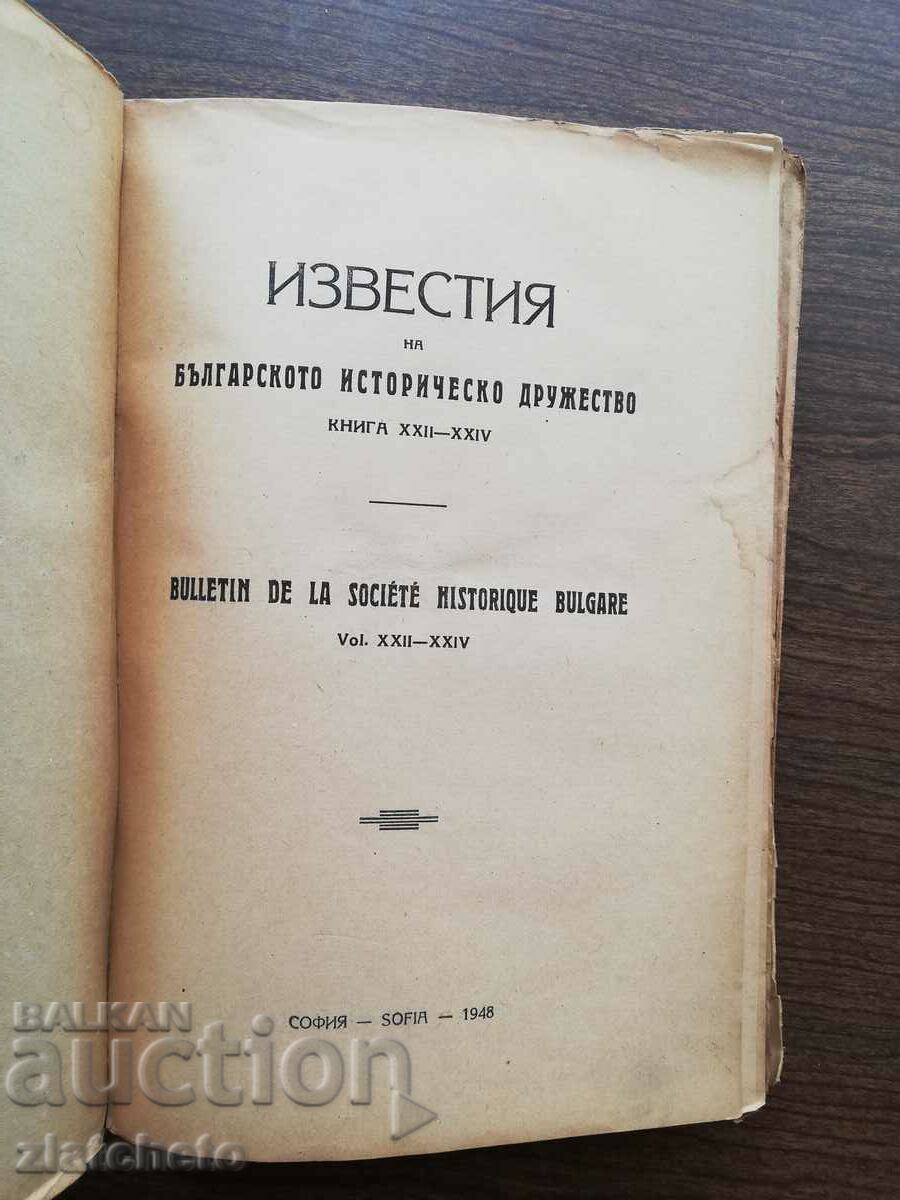 ИЗВЕСТИЯ
НА
БЪЛГАРСКОТО ИСТОРИЧЕСКО ДРУЖЕСТВО
КНИГА XXII—XXIV
BULLETIN DE LA SOCIÉTÉ HISTORIQUE BULGARE
Vol. XXII—XXIV
СОФИЯ — SOFIA — 1948
BALKAN
auction
zlatcheto